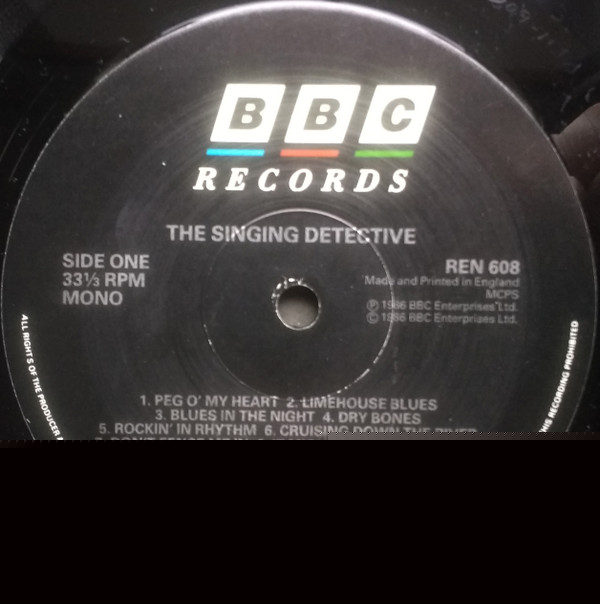 BBC
RECORDS
THE SINGING DETECTIVE
SIDE ONE
33⅓ RPM
MONO
REN 608
Made and Printed in England
MCPS
Ⓟ 1986 BBC Enterprises Ltd.
© 1986 BBC Enterprises Ltd.
1. PEG O' MY HEART 2. LIMEHOUSE BLUES
3. BLUES IN THE NIGHT 4. DRY BONES
5. ROCKIN' IN RHYTHM 6. CRUISING DOWN THE RIVER
ALL RIGHTS OF THE PRODUCER
THIS RECORDING PROHIBITED